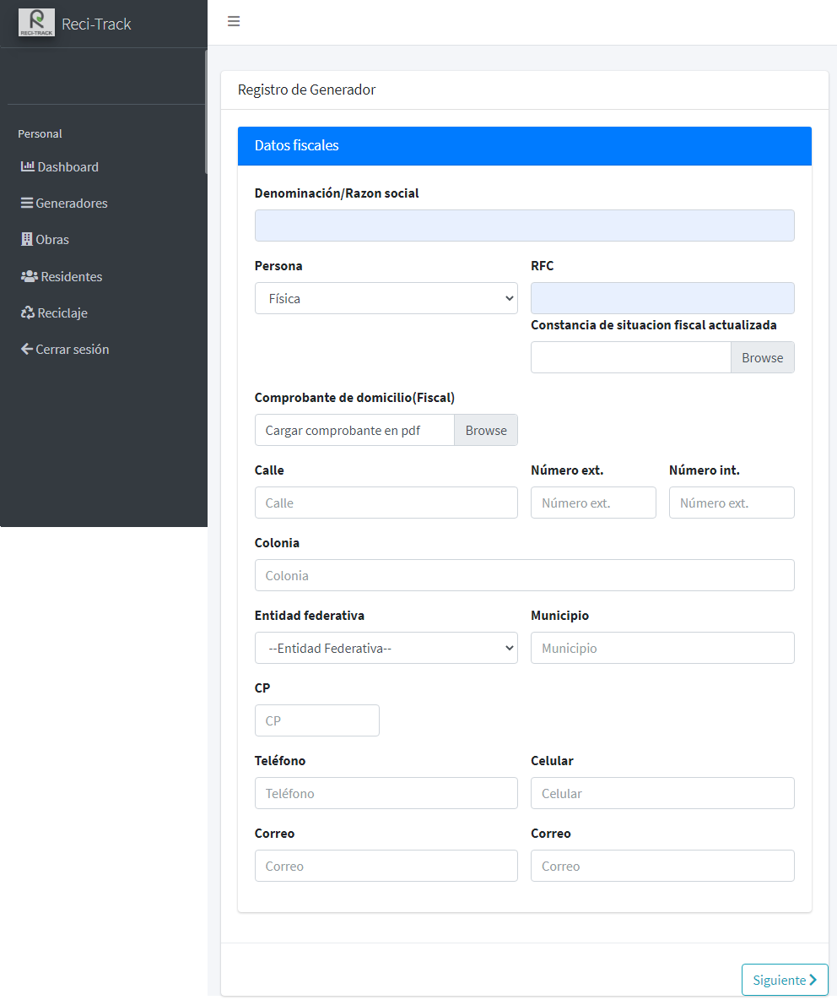 RECI-TRACK
Reci-Track
Personal
Dashboard
Generadores
Obras
Residentes
Reciclaje
Cerrar sesión
Registro de Generador
Datos fiscales
Denominación/Razon social
Persona RFC
Física
Constancia de situacion fiscal actualizada
Browse
Comprobante de domicilio(Fiscal)
Cargar comprobante en pdf Browse
Calle Número ext. Número int.
Calle Número ext. Número ext.
Colonia
Colonia
Entidad federativa Municipio
--Entidad Federativa-- Municipio
CP
CP
Teléfono Celular
Teléfono Celular
Correo Correo
Correo Correo
Siguiente